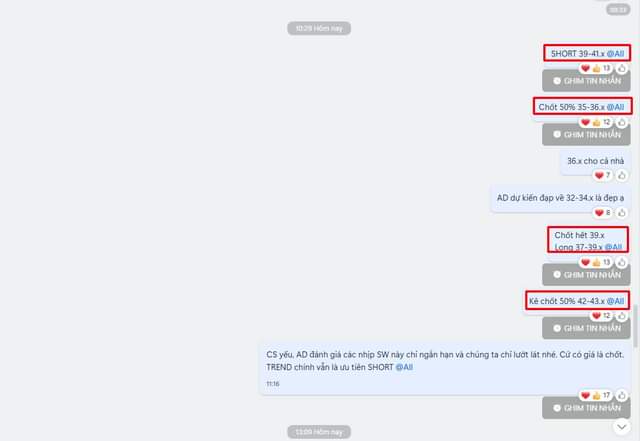 09:33
10:29 Hôm nay
SHORT 39-41.x @All
13
GHIM TIN NHẮN
Chốt 50% 35-36.x @All
12
GHIM TIN NHẮN
36.x cho cả nhà
7
AD dự kiến đạp về 32-34.x là đẹp ạ
8
Chốt hết 39.x
Long 37-39.x @All
13
GHIM TIN NHẮN
Kê chốt 50% 42-43.x @All
12
GHIM TIN NHẮN
CS yếu, AD đánh giá các nhịp SW này chỉ ngắn hạn và chúng ta chỉ lướt lát nhé. Cứ có giá là chốt.
TREND chính vẫn là ưu tiên SHORT @All
11:16
17
GHIM TIN NHẮN
13:09 Hôm nay